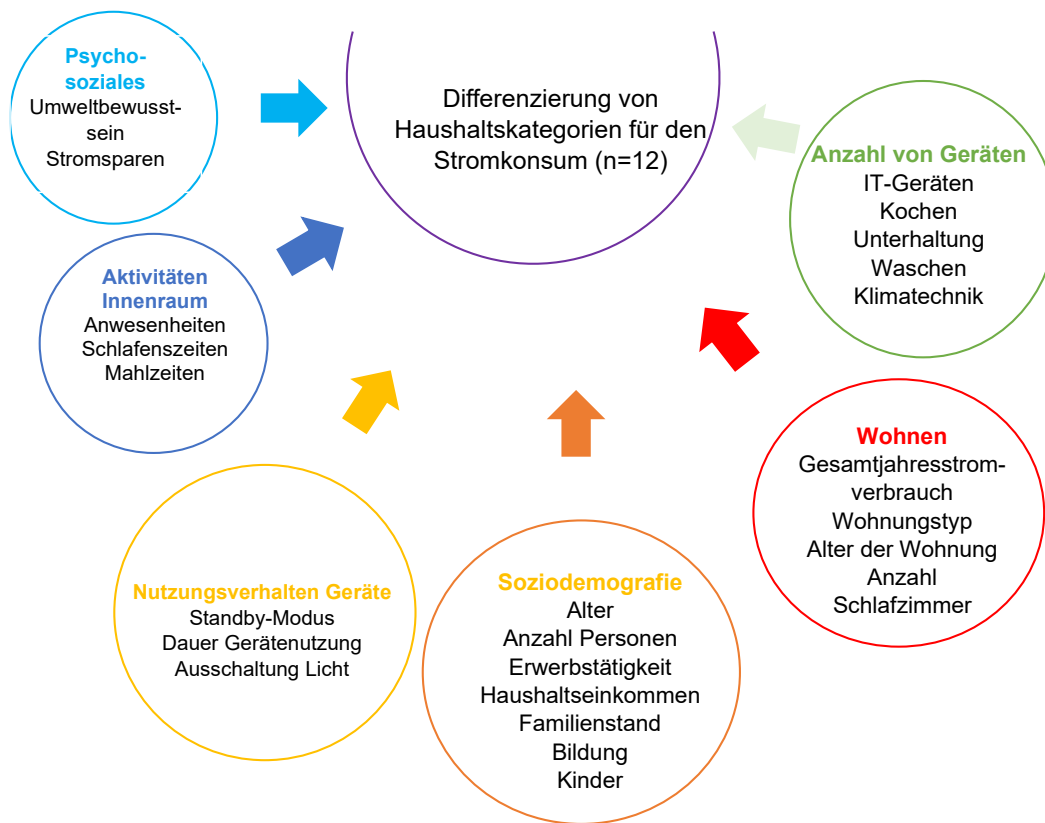 Psycho-
soziales
Umweltbewusst-
sein
Stromsparen
Differenzierung von
Haushaltskategorien für den
Stromkonsum (n=12)
Anzahl von Geräten
IT-Geräten
Kochen
Unterhaltung
Waschen
Klimatechnik
Aktivitäten
Innenraum
Anwesenheiten
Schlafenszeiten
Mahlzeiten
Wohnen
Gesamtjahresstrom-
verbrauch
Wohnungstyp
Alter der Wohnung
Anzahl
Schlafzimmer
Nutzungsverhalten Geräte
Standby-Modus
Dauer Gerätenutzung
Ausschaltung Licht
Soziodemografie
Alter
Anzahl Personen
Erwerbstätigkeit
Haushaltseinkommen
Familienstand
Bildung
Kinder